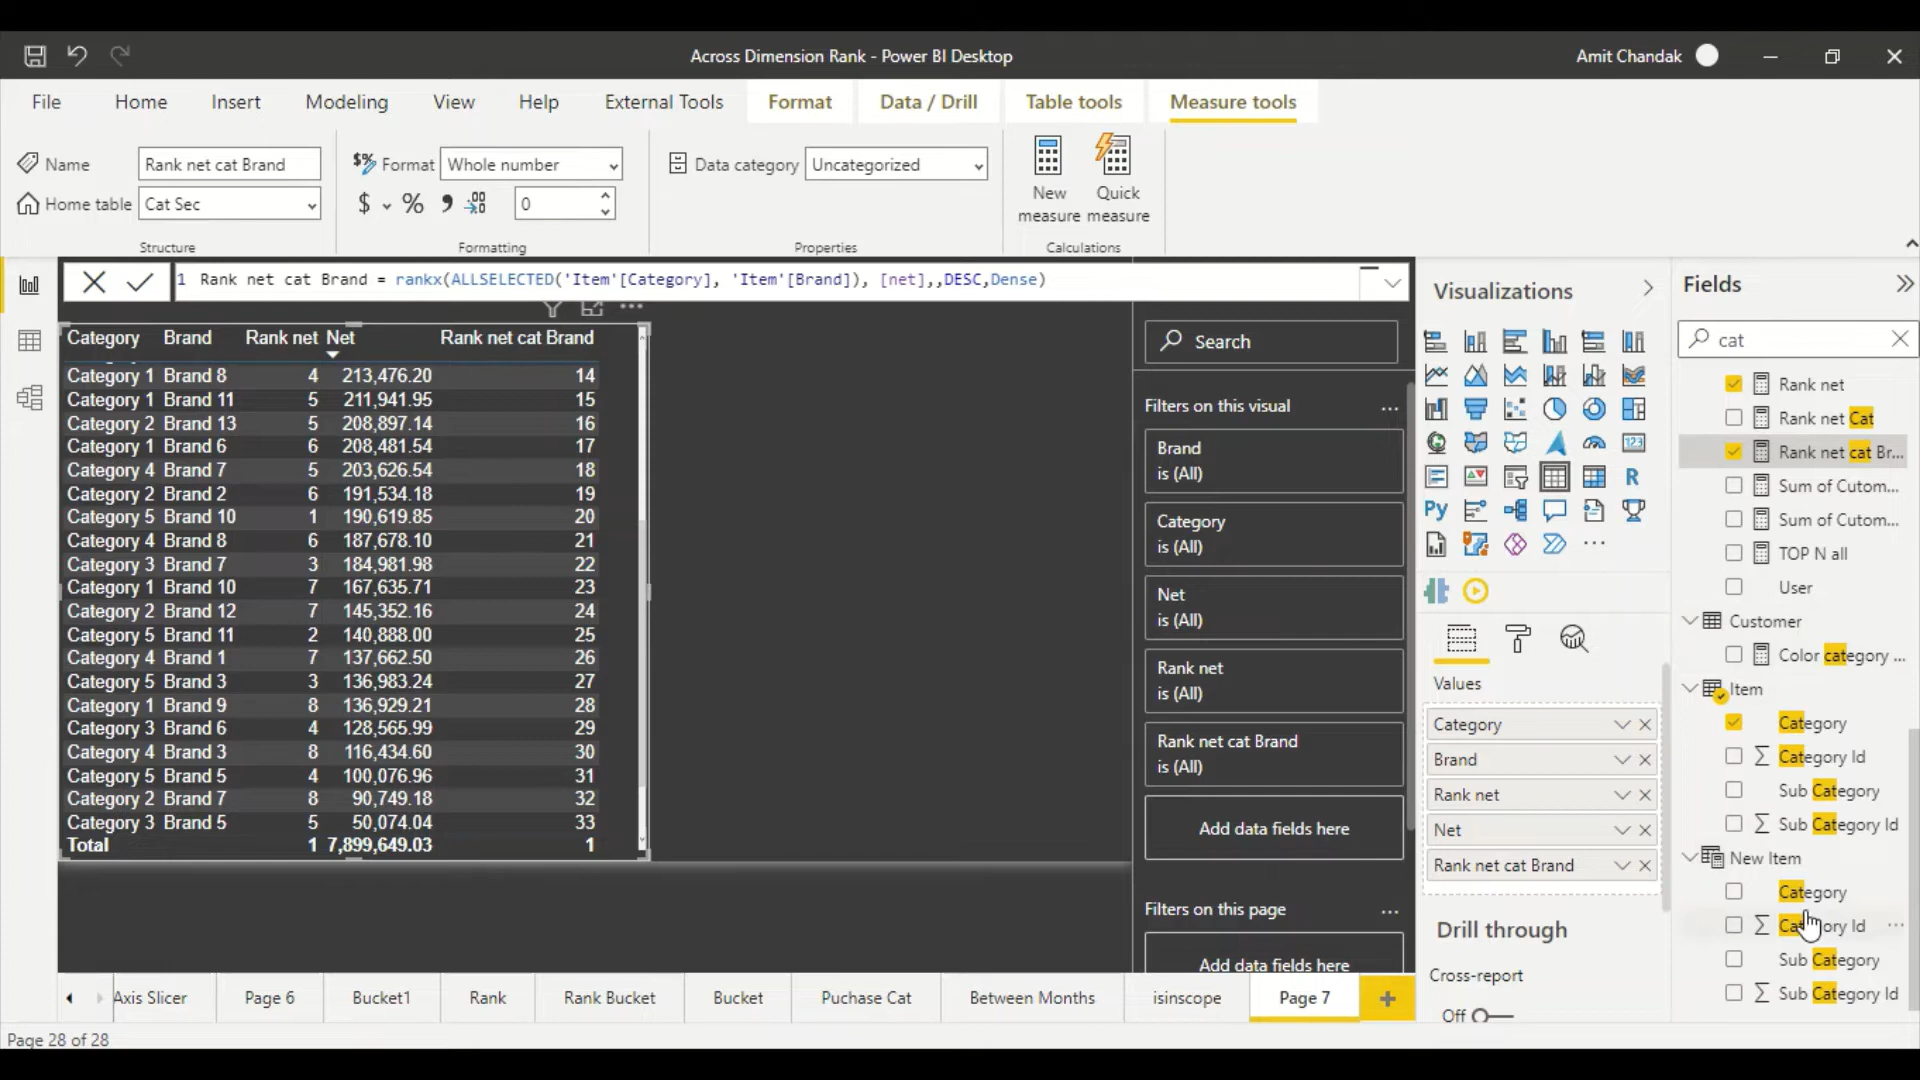 Across Dimension Rank - Power BI Desktop
Amit Chandak
File Home Insert Modeling View Help External Tools Format Data / Drill Table tools Measure tools
Name Rank net cat Brand
Home table Cat Sec
Structure
$% Format Whole number
$ % 9 .00 0
Formatting
Data category Uncategorized
Properties
New measure
Quick measure
Calculations
1 Rank net cat Brand = rankx(ALLSELECTED('Item'[Category], 'Item'[Brand]), [net],,DESC,Dense)
Category Brand Rank net Net Rank net cat Brand
Category 1 Brand 8 4 213,476.20 14
Category 1 Brand 11 5 211,941.95 15
Category 2 Brand 13 5 208,897.14 16
Category 1 Brand 6 6 208,481.54 17
Category 4 Brand 7 5 203,626.54 18
Category 2 Brand 2 6 191,534.18 19
Category 5 Brand 10 1 190,619.85 20
Category 4 Brand 8 6 187,678.10 21
Category 3 Brand 7 3 184,981.98 22
Category 1 Brand 10 7 167,635.71 23
Category 2 Brand 12 7 145,352.16 24
Category 5 Brand 11 2 140,888.00 25
Category 4 Brand 1 7 137,662.50 26
Category 5 Brand 3 3 136,983.24 27
Category 1 Brand 9 8 136,929.21 28
Category 3 Brand 6 4 128,565.99 29
Category 4 Brand 3 8 116,434.60 30
Category 5 Brand 5 4 100,076.96 31
Category 2 Brand 7 8 90,749.18 32
Category 3 Brand 5 5 50,074.04 33
Total 1 7,899,649.03 1
Search
Filters on this visual ...
Brand
is (All)
Category
is (All)
Net
is (All)
Rank net
is (All)
Rank net cat Brand
is (All)
Add data fields here
Filters on this page ...
Add data fields here
Visualizations
123
R
Py
...
Values
Category
Brand
Rank net
Net
Rank net cat Brand
Drill through
Cross-report
Off
Fields
cat
Rank net
Rank net Cat
Rank net cat Br...
Sum of Cutom...
Sum of Cutom...
TOP N all
User
Customer
Color category ...
Item
Category
Category Id
Sub Category
Sub Category Id
New Item
Category
Category Id ...
Sub Category
Sub Category Id
Axis Slicer Page 6 Bucket1 Rank Rank Bucket Bucket Puchase Cat Between Months isinscope Page 7 +
Page 28 of 28